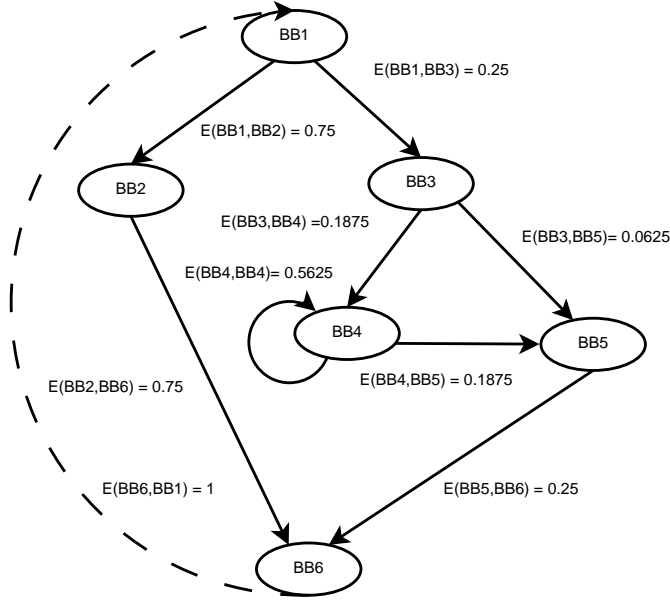 BB1
E(BB1,BB3) = 0.25
E(BB1,BB2) = 0.75
BB2
BB3
E(BB3,BB4) =0.1875
E(BB3,BB5)= 0.0625
E(BB4,BB4)= 0.5625
BB4
BB5
E(BB4,BB5) = 0.1875
E(BB2,BB6) = 0.75
E(BB6,BB1) = 1
E(BB5,BB6) = 0.25
BB6